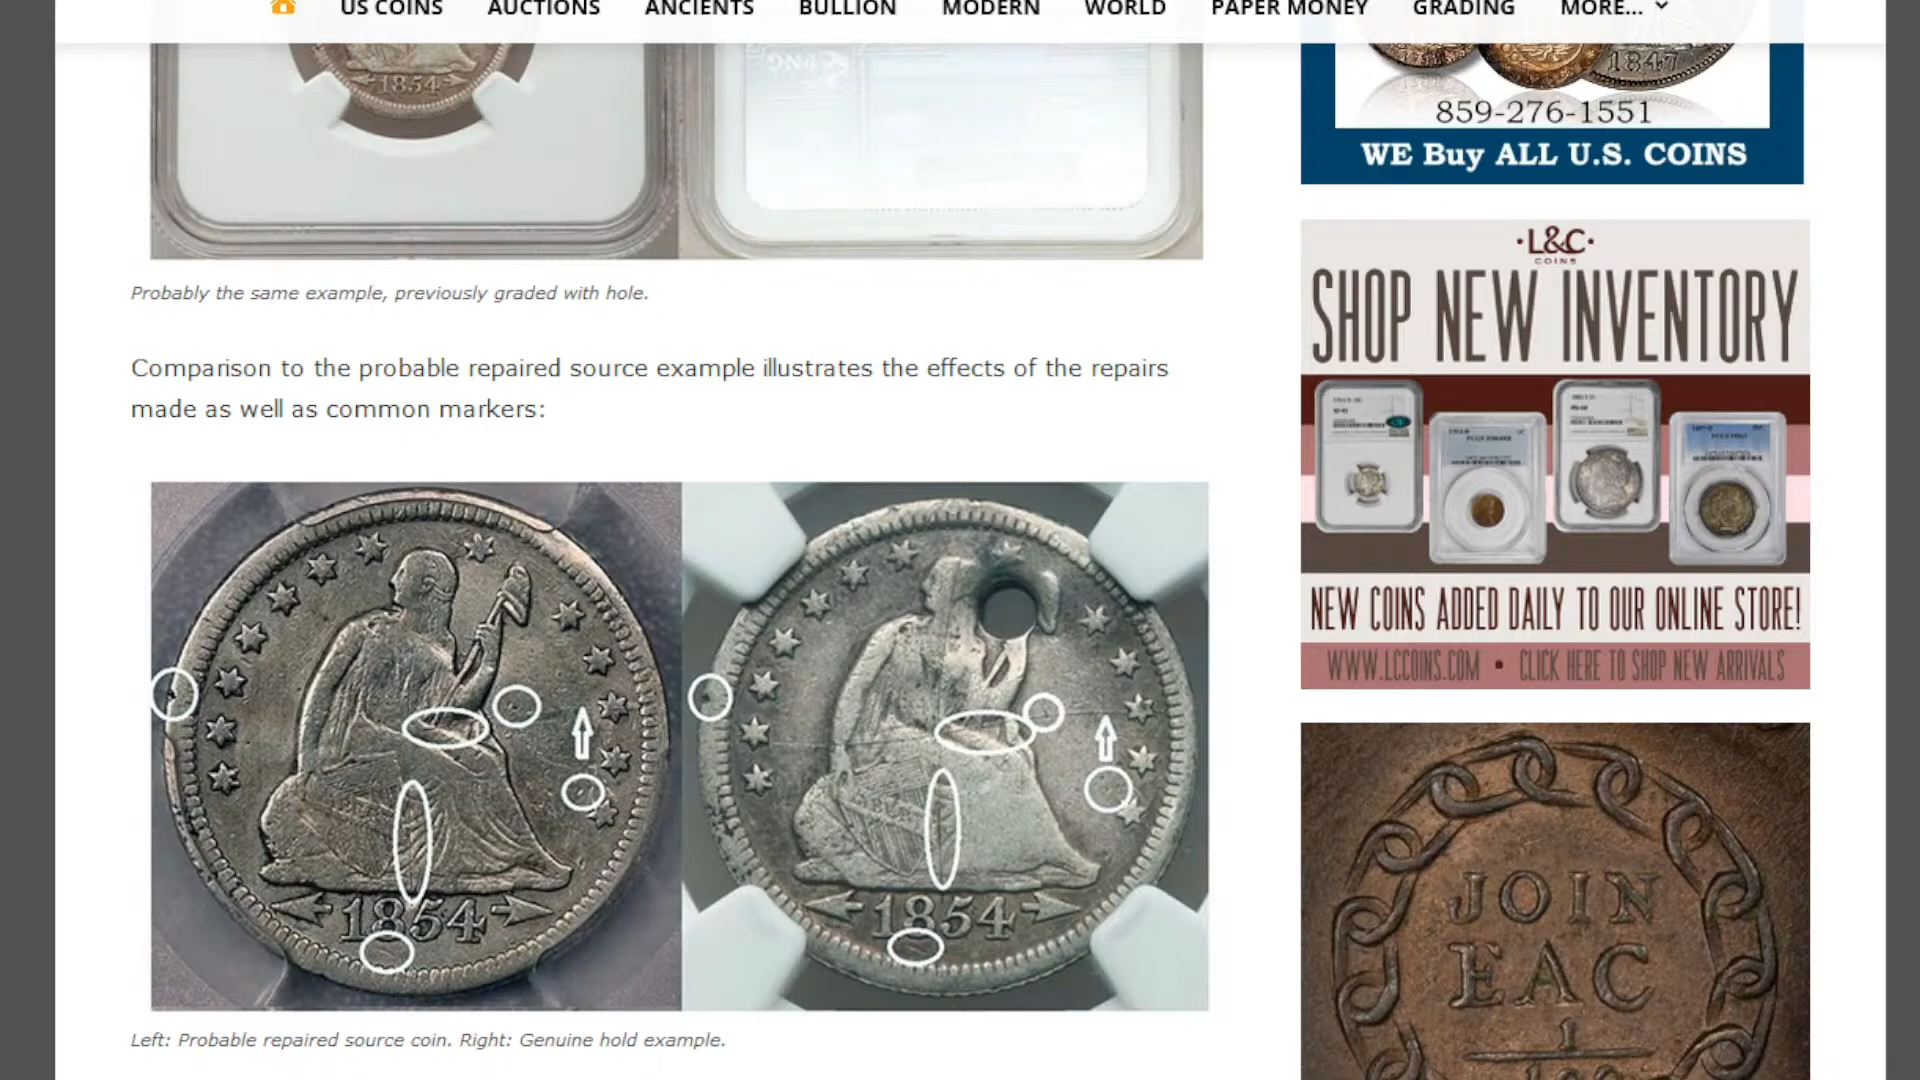 US COINS AUCTIONS ANCIENTS BULLION MODERN WORLD PAPER MONEY GRADING MORE...
1854
PNG
1847
859-276-1551
WE Buy ALL U.S. COINS
Probably the same example, previously graded with hole.
Comparison to the probable repaired source example illustrates the effects of the repairs
made as well as common markers:
1854
1854
Left: Probable repaired source coin. Right: Genuine hold example.
·L&C·
COINS
SHOP NEW INVENTORY
NEW COINS ADDED DAILY TO OUR ONLINE STORE!
WWW.LCCOINS.COM • CLICK HERE TO SHOP NEW ARRIVALS
JOIN
EAC
1